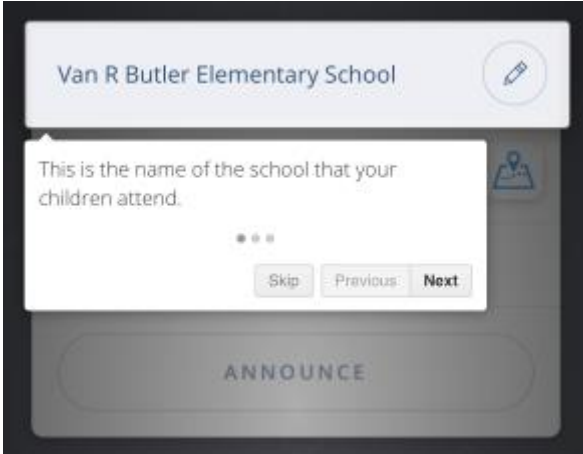 Van R Butler Elementary School
This is the name of the school that your
children attend.
Skip Previous Next
ANNOUNCE